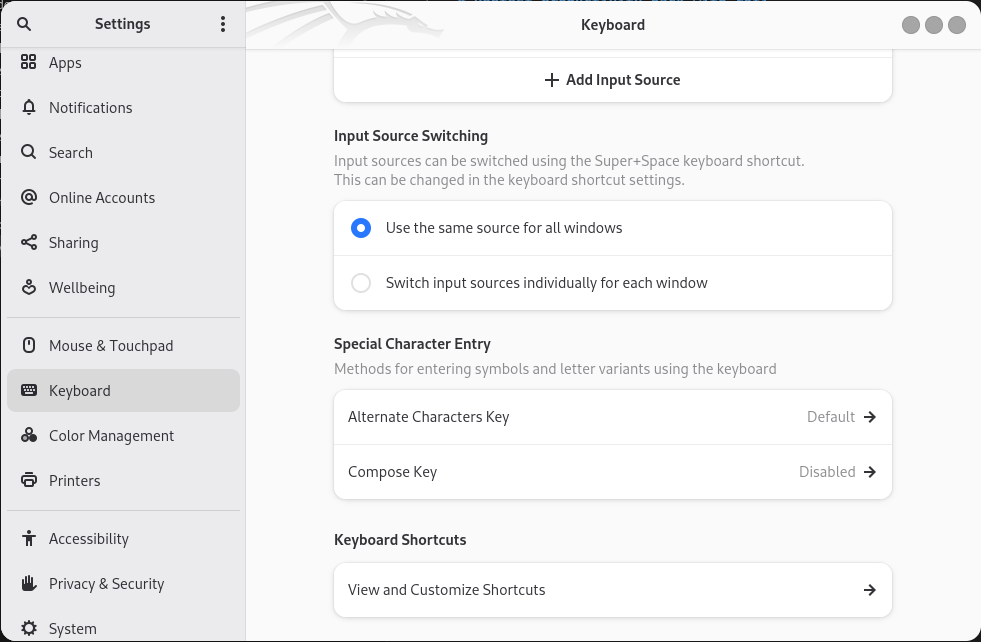 Settings
Keyboard
Apps
Notifications
Search
Online Accounts
Sharing
Wellbeing
Mouse & Touchpad
Keyboard
Color Management
Printers
Accessibility
Privacy & Security
System
Add Input Source
Input Source Switching
Input sources can be switched using the Super+Space keyboard shortcut.
This can be changed in the keyboard shortcut settings.
Use the same source for all windows
Switch input sources individually for each window
Special Character Entry
Methods for entering symbols and letter variants using the keyboard
Alternate Characters Key Default
Compose Key Disabled
Keyboard Shortcuts
View and Customize Shortcuts